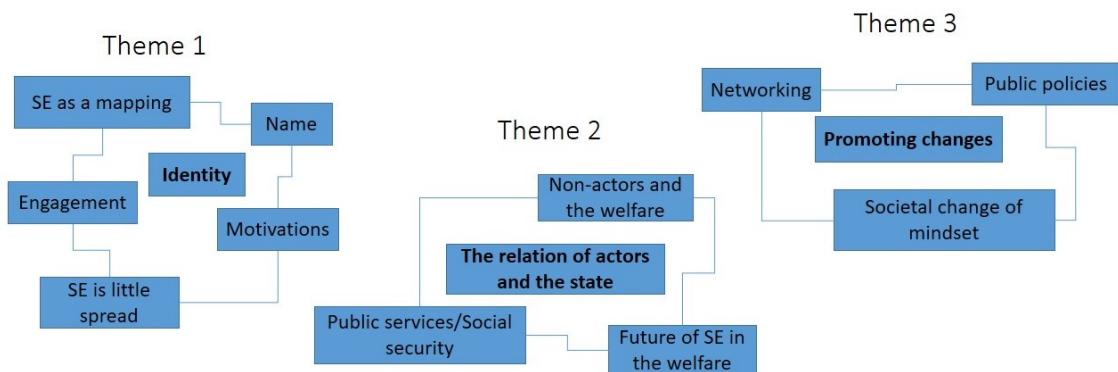 Theme 1
SE as a mapping
Name
Identity
Engagement
Motivations
SE is little
spread
Theme 2
Non-actors and
the welfare
The relation of actors
and the state
Public services/Social
security
Future of SE in
the welfare
Theme 3
Networking
Public policies
Promoting changes
Societal change of
mindset